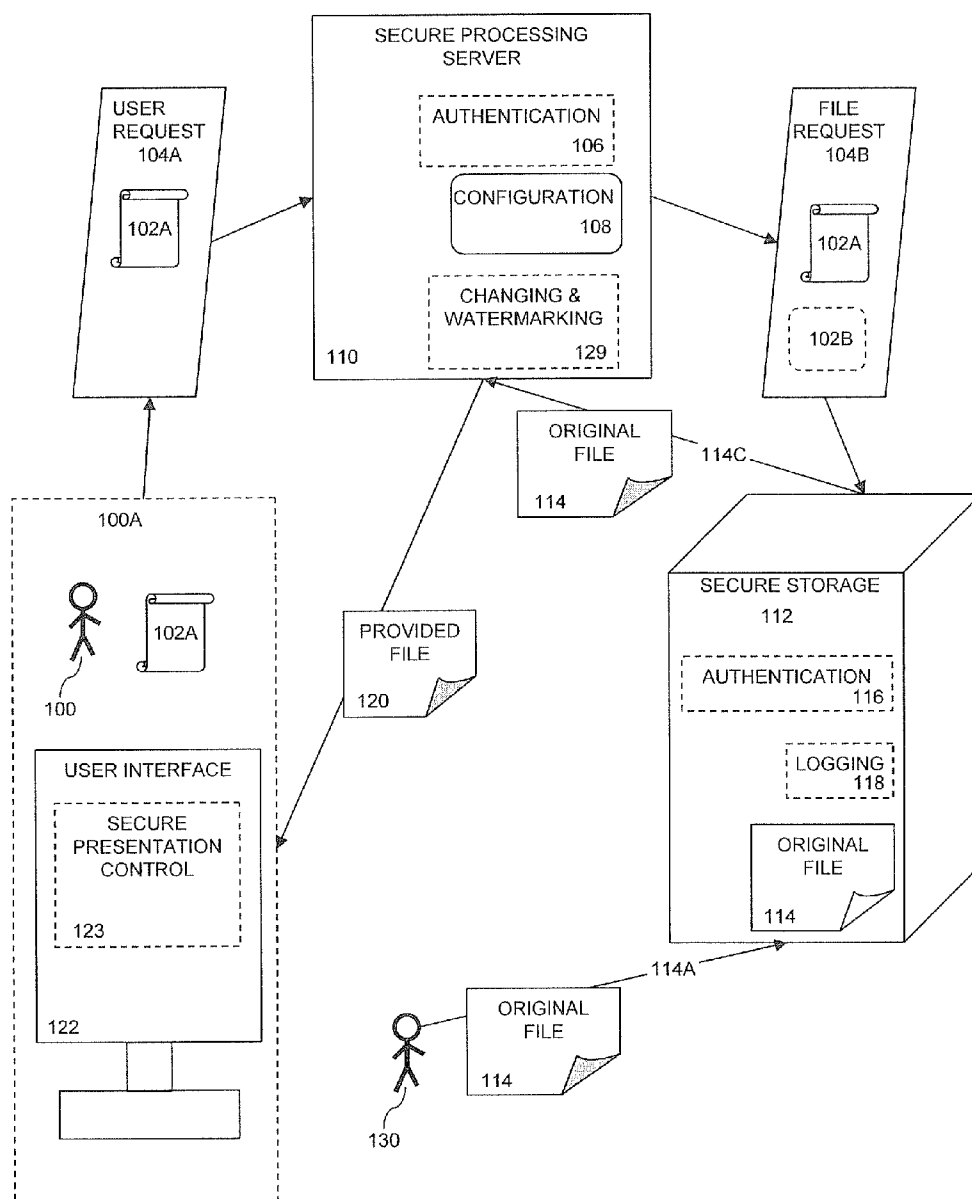 SECURE PROCESSING
SERVER
AUTHENTICATION
106
CONFIGURATION
108
CHANGING &
WATERMARKING
129
110
USER
REQUEST
104A
102A
FILE
REQUEST
104B
102A
102B
ORIGINAL
FILE
114
114C
100A
102A
100
PROVIDED
FILE
120
USER INTERFACE
SECURE
PRESENTATION
CONTROL
123
122
SECURE STORAGE
112
AUTHENTICATION
116
LOGGING
118
ORIGINAL
FILE
114
114A
ORIGINAL
FILE
114
130